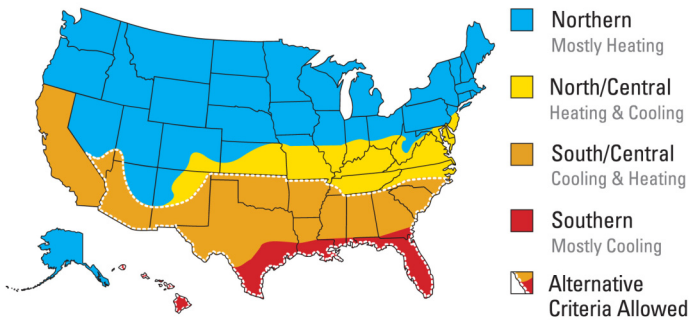 Northern
Mostly Heating
North/Central
Heating & Cooling
South/Central
Cooling & Heating
Southern
Mostly Cooling
Alternative
Criteria Allowed